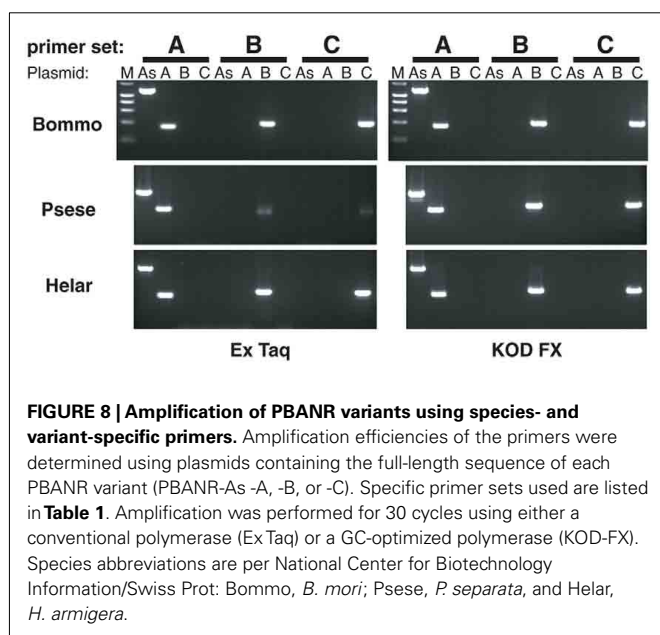 primer set: A B C A B C
Plasmid: M As A B C As A B C As A B C M As A B C As A B C As A B C
Bommo
Psese
Helar
Ex Taq KOD FX
FIGURE 8 | Amplification of PBANR variants using species- and
variant-specific primers. Amplification efficiencies of the primers were
determined using plasmids containing the full-length sequence of each
PBANR variant (PBANR-As -A, -B, or -C). Specific primer sets used are listed
in Table 1. Amplification was performed for 30 cycles using either a
conventional polymerase (Ex Taq) or a GC-optimized polymerase (KOD-FX).
Species abbreviations are per National Center for Biotechnology
Information/Swiss Prot: Bommo, B. mori; Psese, P. separata, and Helar,
H. armigera.